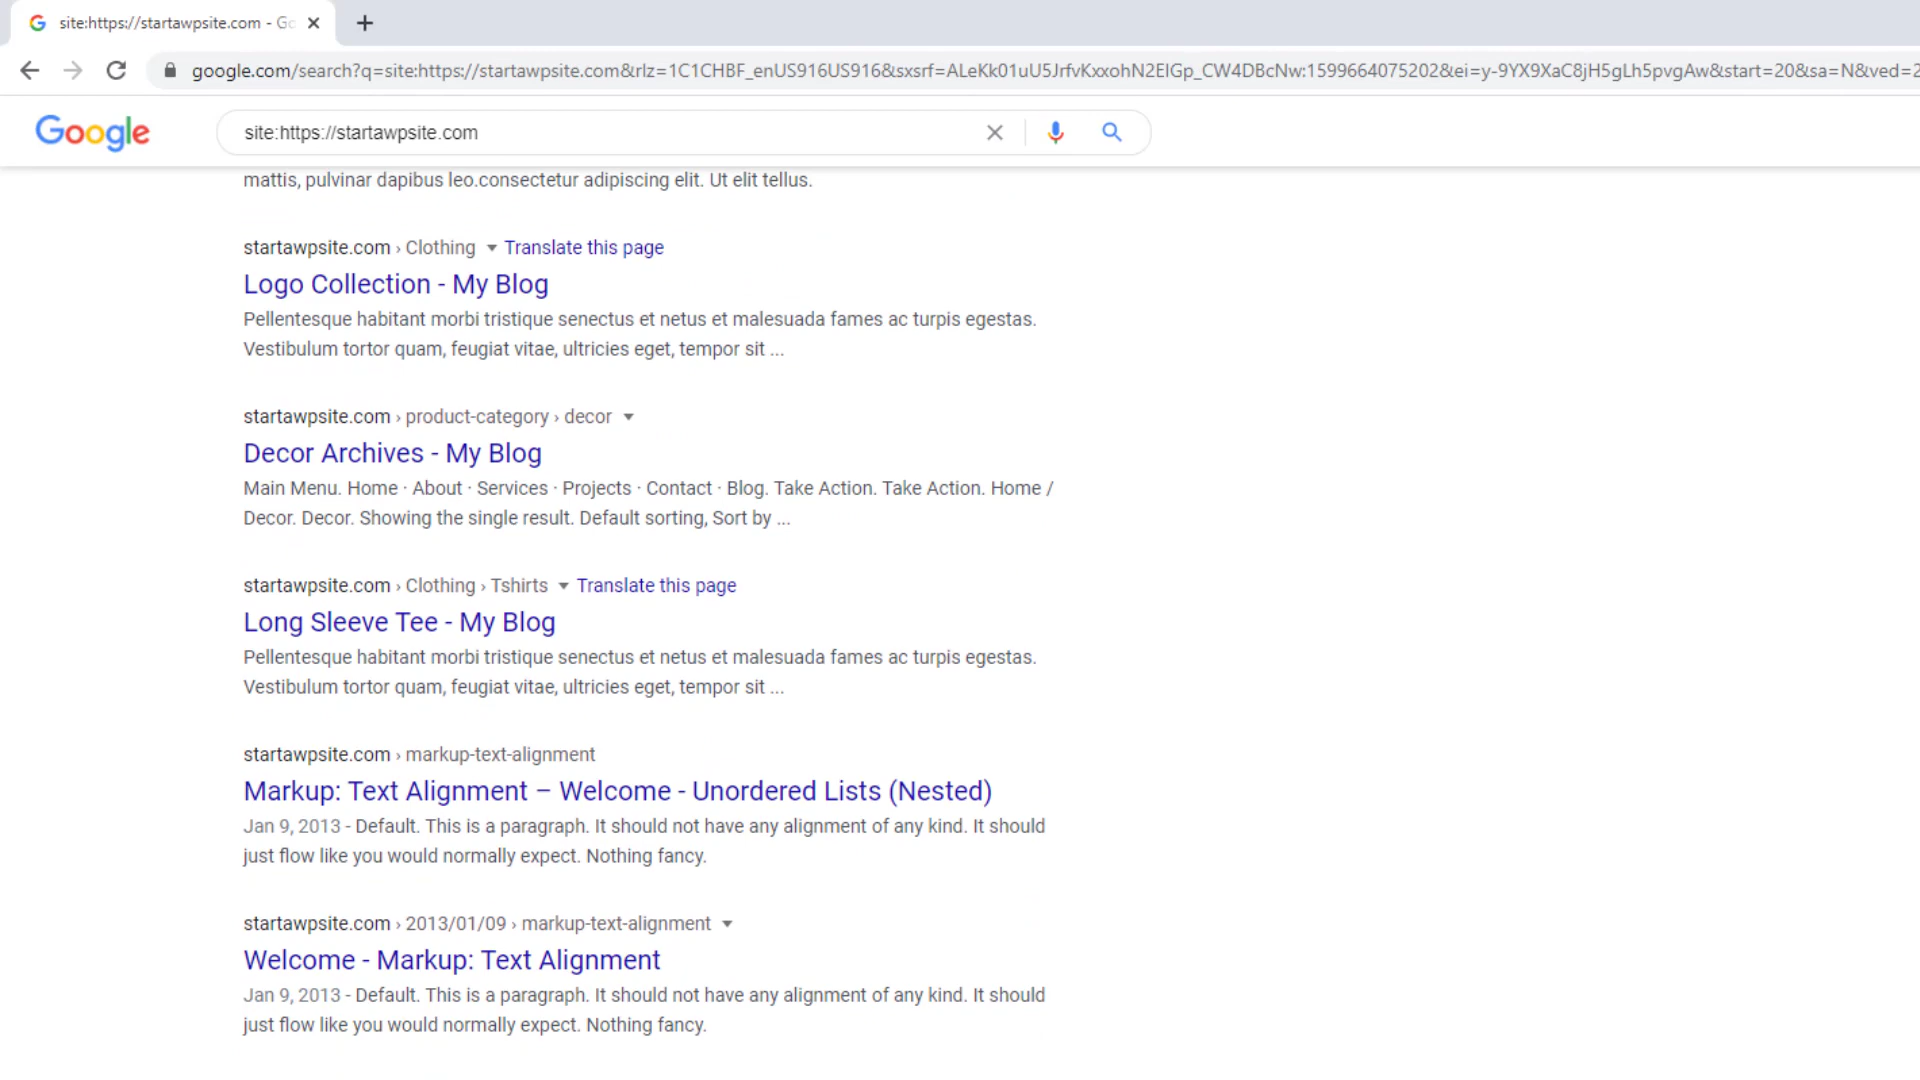 site:https://startawpsite.com - Go
google.com/search?q=site:https://startawpsite.com&rlz=1C1CHBF_enUS916US916&sxsrf=ALeKk01uU5JrfvKxxohN2EIGp_CW4DBcNw:1599664075202&ei=y-9YX9XaC8jH5gLh5pvgAw&start=20&sa=N&ved=2
Google
site:https://startawpsite.com
mattis, pulvinar dapibus leo.consectetur adipiscing elit. Ut elit tellus.
startawpsite.com › Clothing Translate this page
Logo Collection - My Blog
Pellentesque habitant morbi tristique senectus et netus et malesuada fames ac turpis egestas.
Vestibulum tortor quam, feugiat vitae, ultricies eget, tempor sit ...
startawpsite.com › product-category › decor
Decor Archives - My Blog
Main Menu. Home · About · Services · Projects · Contact · Blog. Take Action. Take Action. Home /
Decor. Decor. Showing the single result. Default sorting, Sort by ...
startawpsite.com › Clothing › Tshirts Translate this page
Long Sleeve Tee - My Blog
Pellentesque habitant morbi tristique senectus et netus et malesuada fames ac turpis egestas.
Vestibulum tortor quam, feugiat vitae, ultricies eget, tempor sit ...
startawpsite.com › markup-text-alignment
Markup: Text Alignment – Welcome - Unordered Lists (Nested)
Jan 9, 2013 - Default. This is a paragraph. It should not have any alignment of any kind. It should
just flow like you would normally expect. Nothing fancy.
startawpsite.com › 2013/01/09 › markup-text-alignment
Welcome - Markup: Text Alignment
Jan 9, 2013 - Default. This is a paragraph. It should not have any alignment of any kind. It should
just flow like you would normally expect. Nothing fancy.